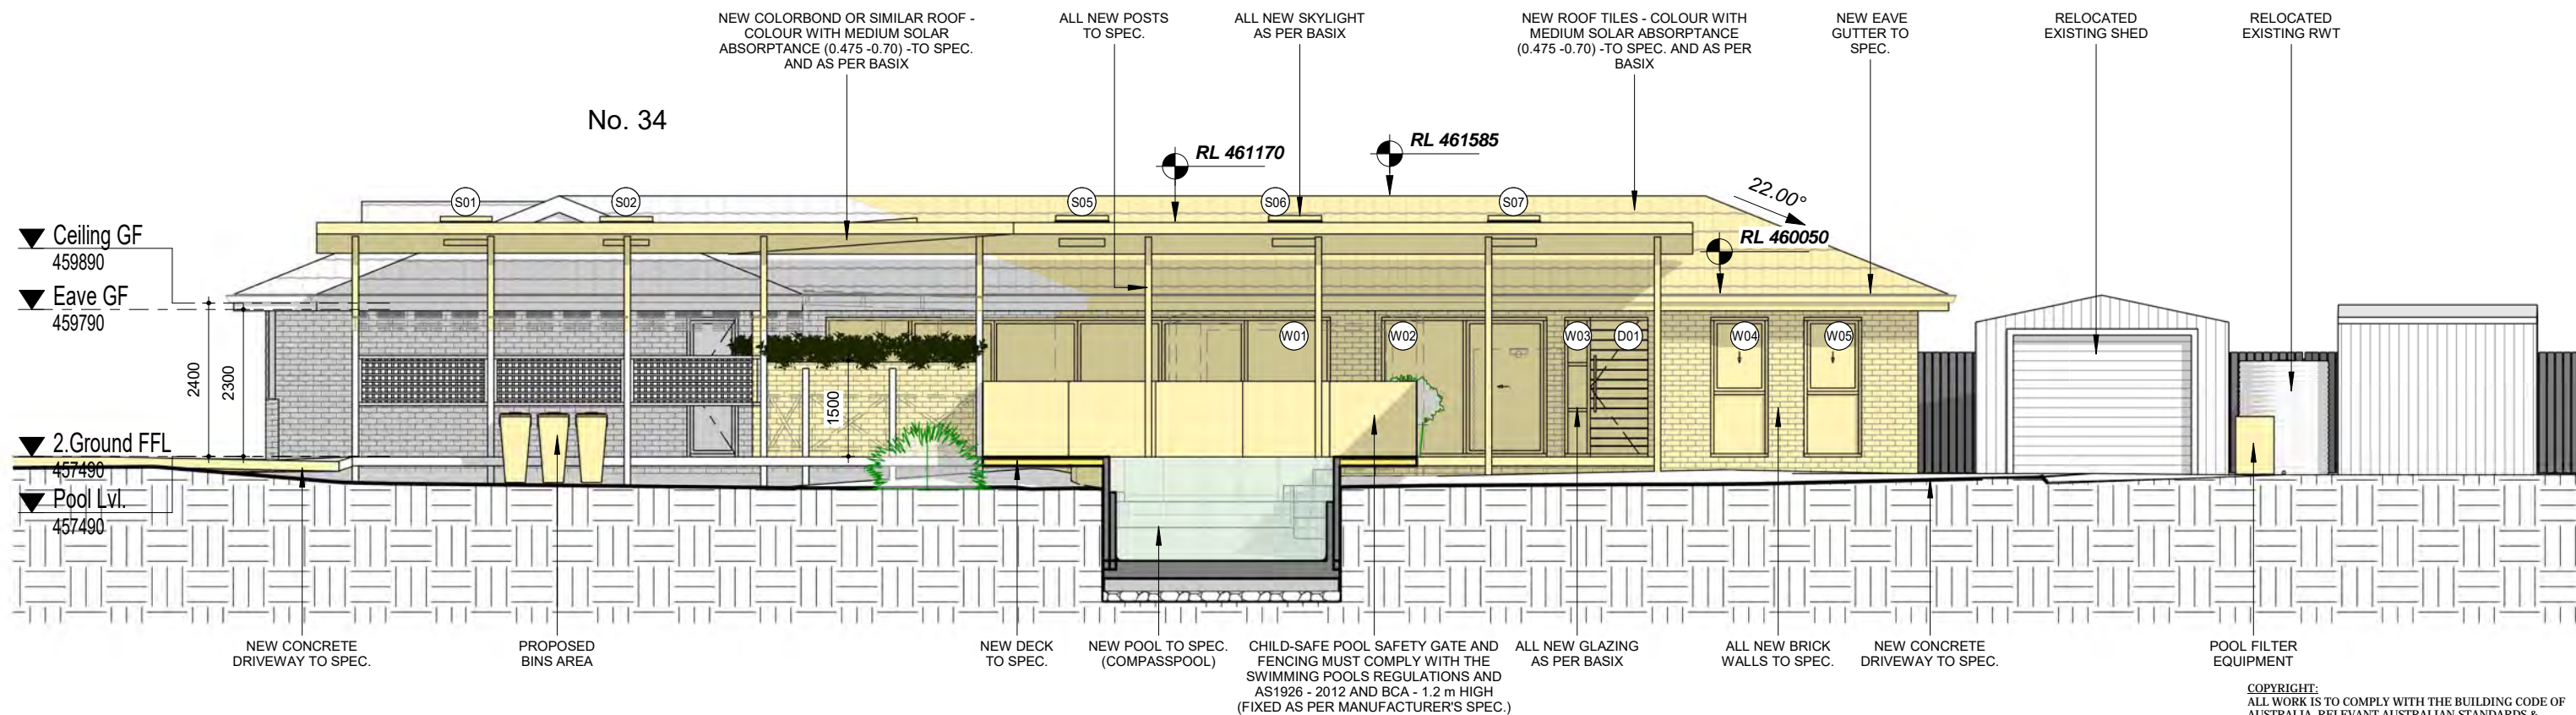 NEW COLORBOND OR SIMILAR ROOF -
COLOUR WITH MEDIUM SOLAR
ABSORPTANCE (0.475 -0.70) -TO SPEC.
AND AS PER BASIX
ALL NEW POSTS
TO SPEC.
ALL NEW SKYLIGHT
AS PER BASIX
NEW ROOF TILES - COLOUR WITH
MEDIUM SOLAR ABSORPTANCE
(0.475 -0.70) -TO SPEC. AND AS PER
BASIX
NEW EAVE
GUTTER TO
SPEC.
RELOCATED
EXISTING SHED
RELOCATED
EXISTING RWT
No. 34
RL 461170
RL 461585
22.00°
RL 460050
S01
S02
S05
S06
S07
Ceiling GF
459890
Eave GF
459790
2400
2300
1500
W01
W02
W03
D01
W04
W05
2.Ground FFL
457490
Pool Lvl.
457490
NEW CONCRETE
DRIVEWAY TO SPEC.
PROPOSED
BINS AREA
NEW DECK
TO SPEC.
NEW POOL TO SPEC.
(COMPASSPOOL)
CHILD-SAFE POOL SAFETY GATE AND
FENCING MUST COMPLY WITH THE
SWIMMING POOLS REGULATIONS AND
AS1926 - 2012 AND BCA - 1.2 m HIGH
(FIXED AS PER MANUFACTURER'S SPEC.)
ALL NEW GLAZING
AS PER BASIX
ALL NEW BRICK
WALLS TO SPEC.
NEW CONCRETE
DRIVEWAY TO SPEC.
POOL FILTER
EQUIPMENT
COPYRIGHT:
ALL WORK IS TO COMPLY WITH THE BUILDING CODE OF
AUSTRALIA, RELEVANT AUSTRALIAN STANDARDS &